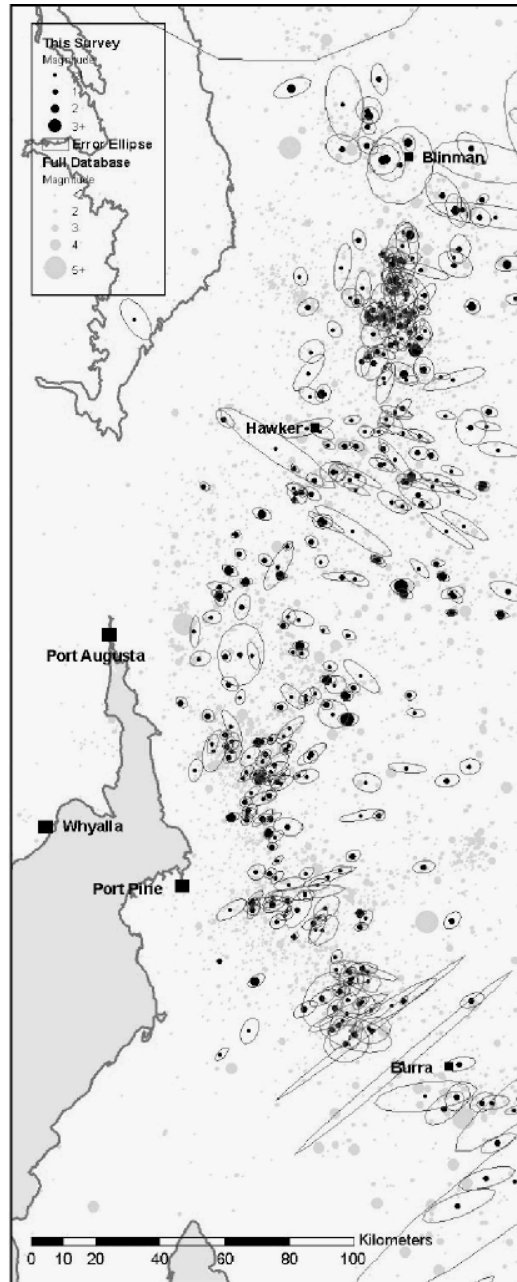 This Survey
Magnitude
1
2
3+
Error Ellipse
Full Database
Magnitude
<2
2
3
4
5+
Blinman
Hawker
Port Augusta
Whyalla
Port Pirie
Burra
Kilometers
0 10 20 40 60 80 100